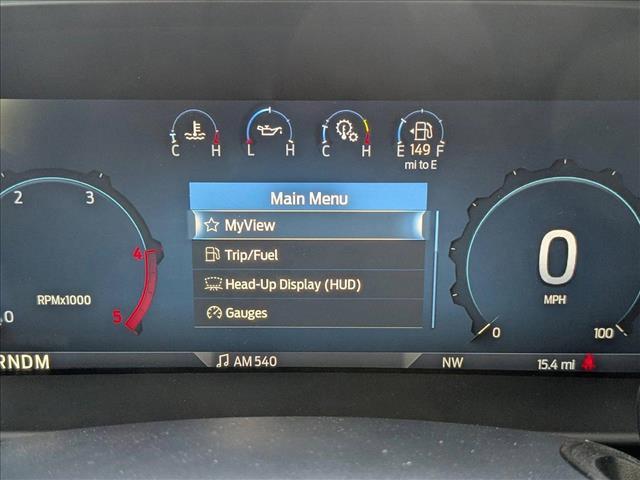 C H L H C H E 149 F
mi to E
Main Menu
MyView
Trip/Fuel
Head-Up Display (HUD)
Gauges
2 3 4 5
RPMx1000
0
0
MPH
0 100
RNDM AM 540 NW 15.4 mi